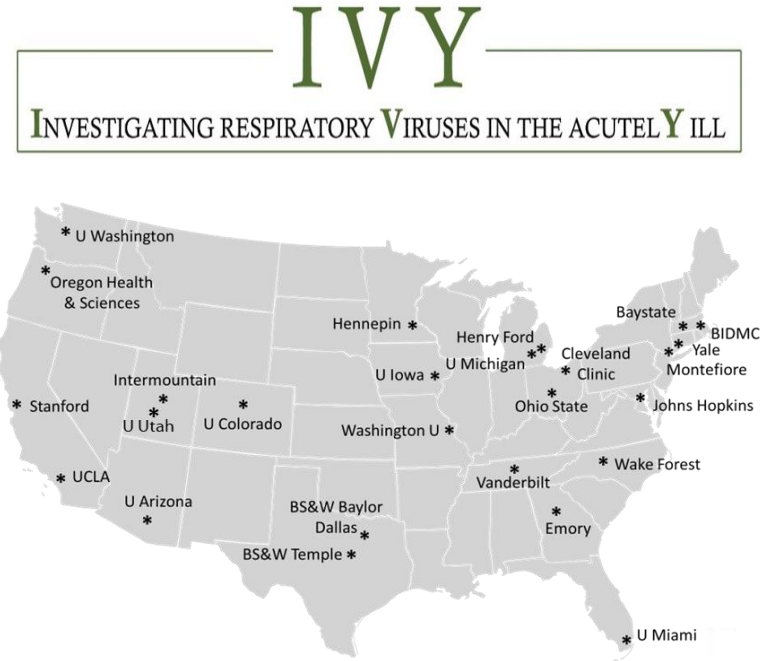 IVY
INVESTIGATING RESPIRATORY VIRUSES IN THE ACUTELY ILL
* U Washington
*
Oregon Health
& Sciences
Hennepin *
Baystate
* *
BIDMC
Henry Ford
*
U Michigan *
*
Yale
*
Montefiore
Cleveland
* Clinic
U Iowa *
Intermountain
*
*
U Utah
*
U Colorado
* Stanford
*
Ohio State
*
Johns Hopkins
Washington U *
* UCLA
*
Vanderbilt
* Wake Forest
U Arizona
*
BS&W Baylor
Dallas
*
BS&W Temple *
*
Emory
* U Miami